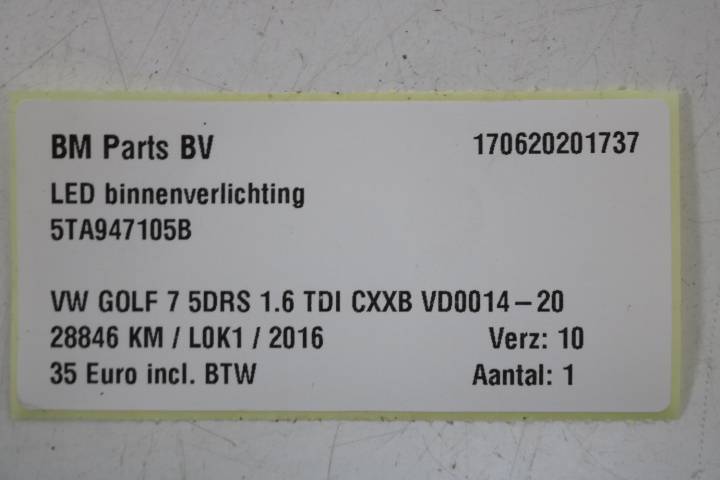 BM Parts BV 170620201737
LED binnenverlichting
5TA947105B
VW GOLF 7 5DRS 1.6 TDI CXXB VD0014-20
28846 KM / L0K1 / 2016 Verz: 10
35 Euro incl. BTW Aantal: 1